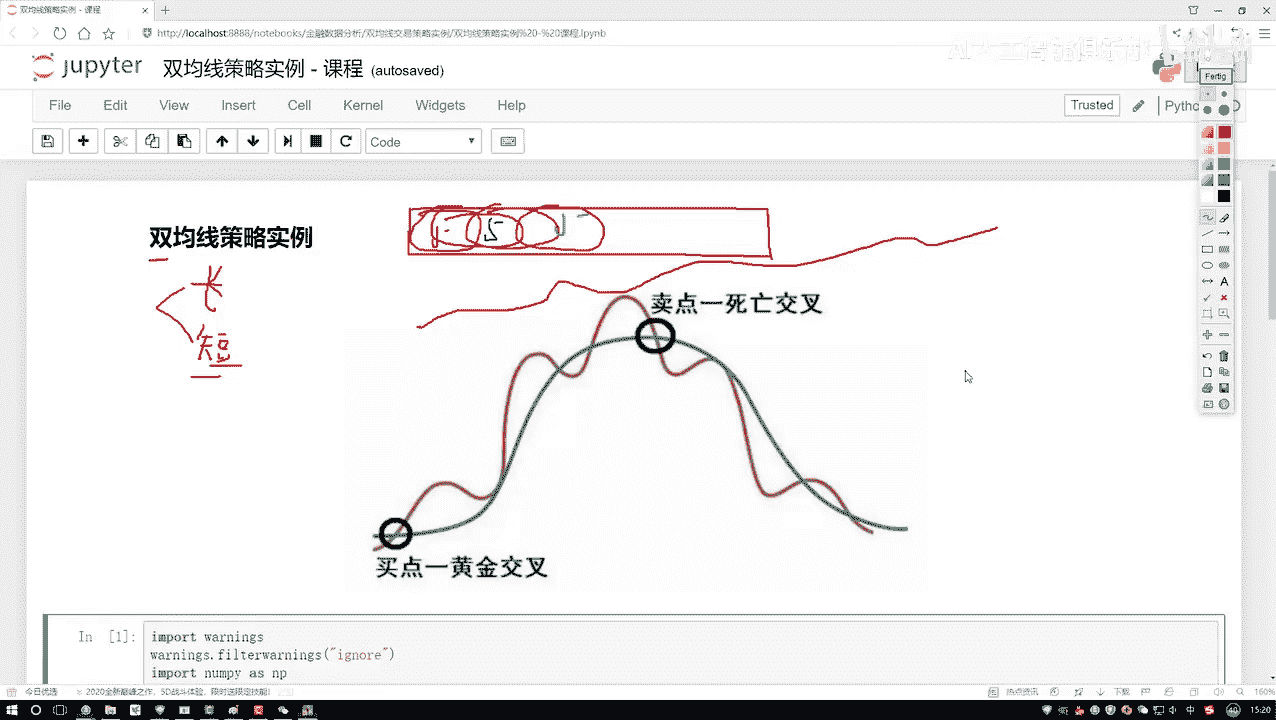 双均线策略实例 - 课程
http://localhost:8888/notebooks/金融数据分析/双均线交易策略实例/双均线策略实例%20-%20课程.ipynb
jupyter 双均线策略实例 - 课程 (autosaved)
Fertig
File Edit View Insert Cell Kernel Widgets Help
Trusted
Code
A
双均线策略实例
5
长
短
卖点一死亡交叉
买点一黄金交叉
In [1]: import warnings
warnings.filterwarnings("ignore")
import numpy as np
今日优选 2020全新巅峰之作，5D战斗体验，限时送限定技能！ 热点资讯 下载 160%
中 15:20